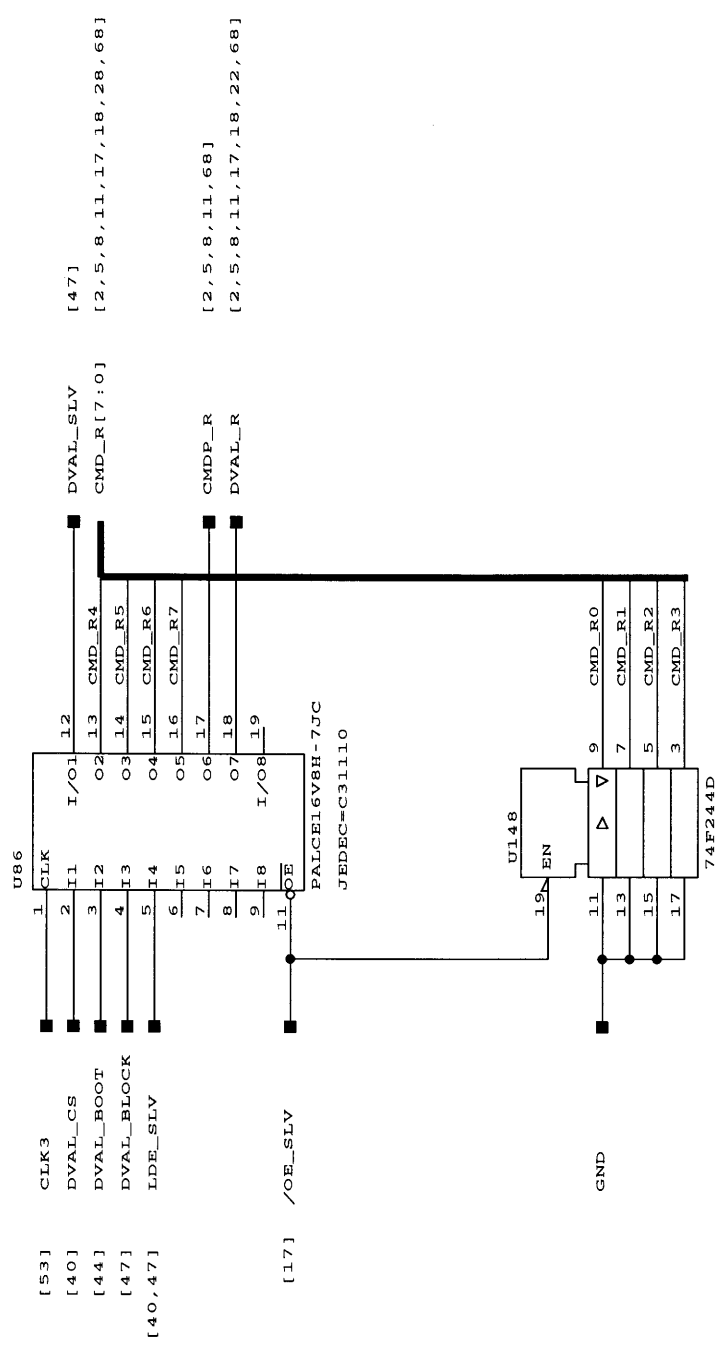 [53] CLK3
[40] DVAL_CS
[44] DVAL_BOOT
[47] DVAL_BLOCK
[40,47] LDE_SLV
[17] /OE_SLV
GND
U86
1 CLK
2 I1
3 I2
4 I3
5 I4
6 I5
7 I6
8 I7
9 I8
11 OE
I/O1 12
O2 13
O3 14
O4 15
O5 16
O6 17
O7 18
I/O8 19
PALCE16V8H-7JC
JEDEC=C31110
CMD_R4
CMD_R5
CMD_R6
CMD_R7
DVAL_SLV [47]
CMD_R[7:0] [2,5,8,11,17,18,28,68]
CMDP_R [2,5,8,11,68]
DVAL_R [2,5,8,11,17,18,22,68]
U148
19 EN
11 9 CMD_R0
13 7 CMD_R1
15 5 CMD_R2
17 3 CMD_R3
74F244D